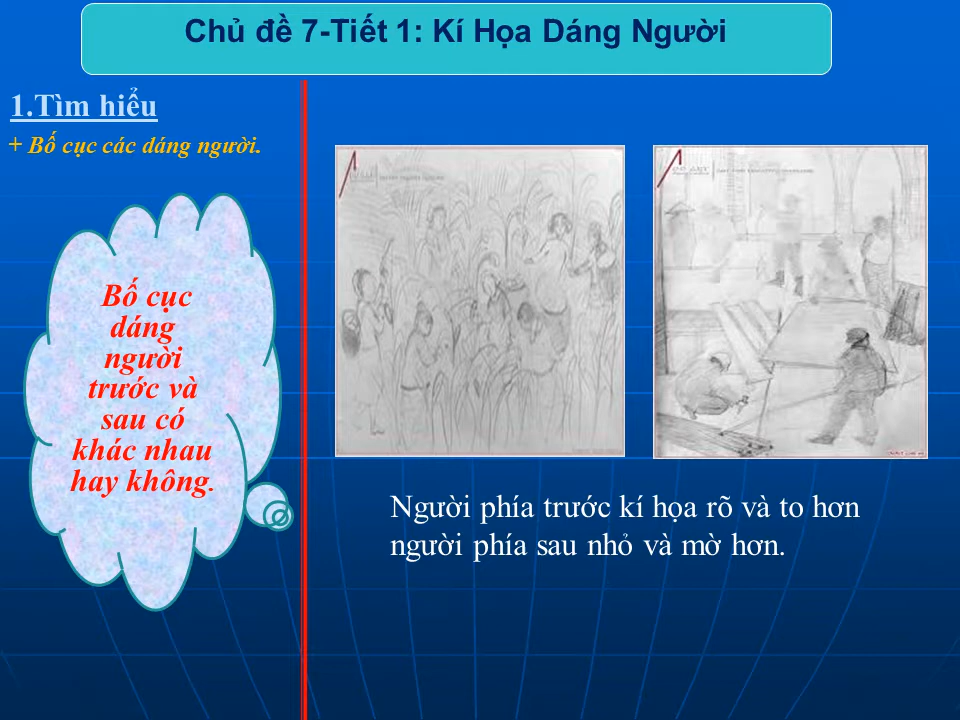 Chủ đề 7-Tiết 1: Kí Họa Dáng Người
1.Tìm hiểu
+ Bố cục các dáng người.
Bố cục
dáng
người
trước và
sau có
khác nhau
hay không.
Người phía trước kí họa rõ và to hơn
người phía sau nhỏ và mờ hơn.